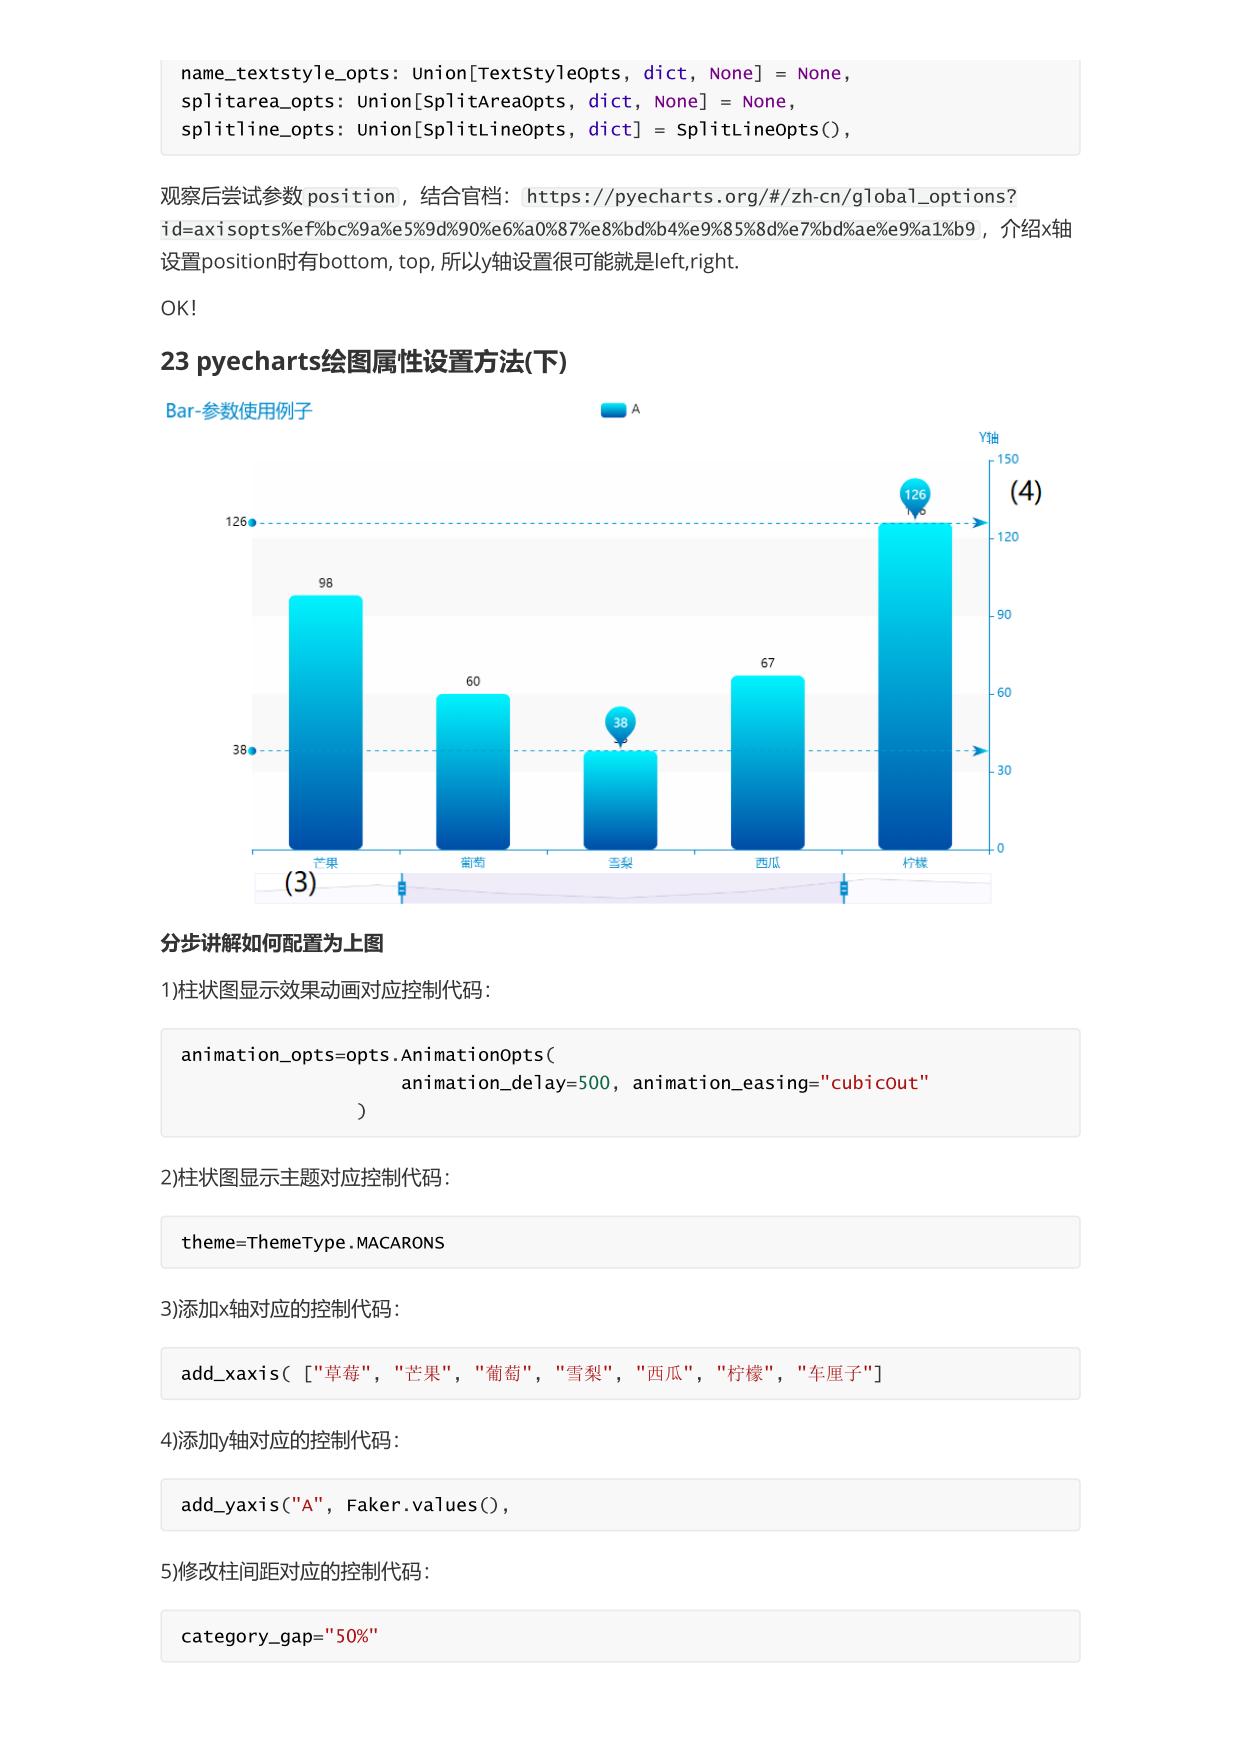 name_textstyle_opts: Union[TextStyleOpts, dict, None] = None,
splitarea_opts: Union[SplitAreaOpts, dict, None] = None,
splitline_opts: Union[SplitLineOpts, dict] = SplitLineOpts(),
观察后尝试参数 position ，结合官档：https://pyecharts.org/#/zh-cn/global_options?
id=axisopts%ef%bc%9a%e5%9d%90%e6%a0%87%e8%bd%b4%e9%85%8d%e7%bd%ae%e9%a1%b9 ，介绍x轴
设置position时有bottom, top, 所以y轴设置很可能就是left,right.
OK！
23 pyecharts绘图属性设置方法(下)
Bar-参数使用例子
A
Y轴
150
(4)
126
126
120
98
90
67
60
60
38
38
30
0
芒果 葡萄 雪梨 西瓜 柠檬
(3)
分步讲解如何配置为上图
1)柱状图显示效果动画对应控制代码：
animation_opts=opts.AnimationOpts(
animation_delay=500, animation_easing="cubicOut"
)
2)柱状图显示主题对应控制代码：
theme=ThemeType.MACARONS
3)添加x轴对应的控制代码：
add_xaxis( ["草莓", "芒果", "葡萄", "雪梨", "西瓜", "柠檬", "车厘子"]
4)添加y轴对应的控制代码：
add_yaxis("A", Faker.values(),
5)修改柱间距对应的控制代码：
category_gap="50%"